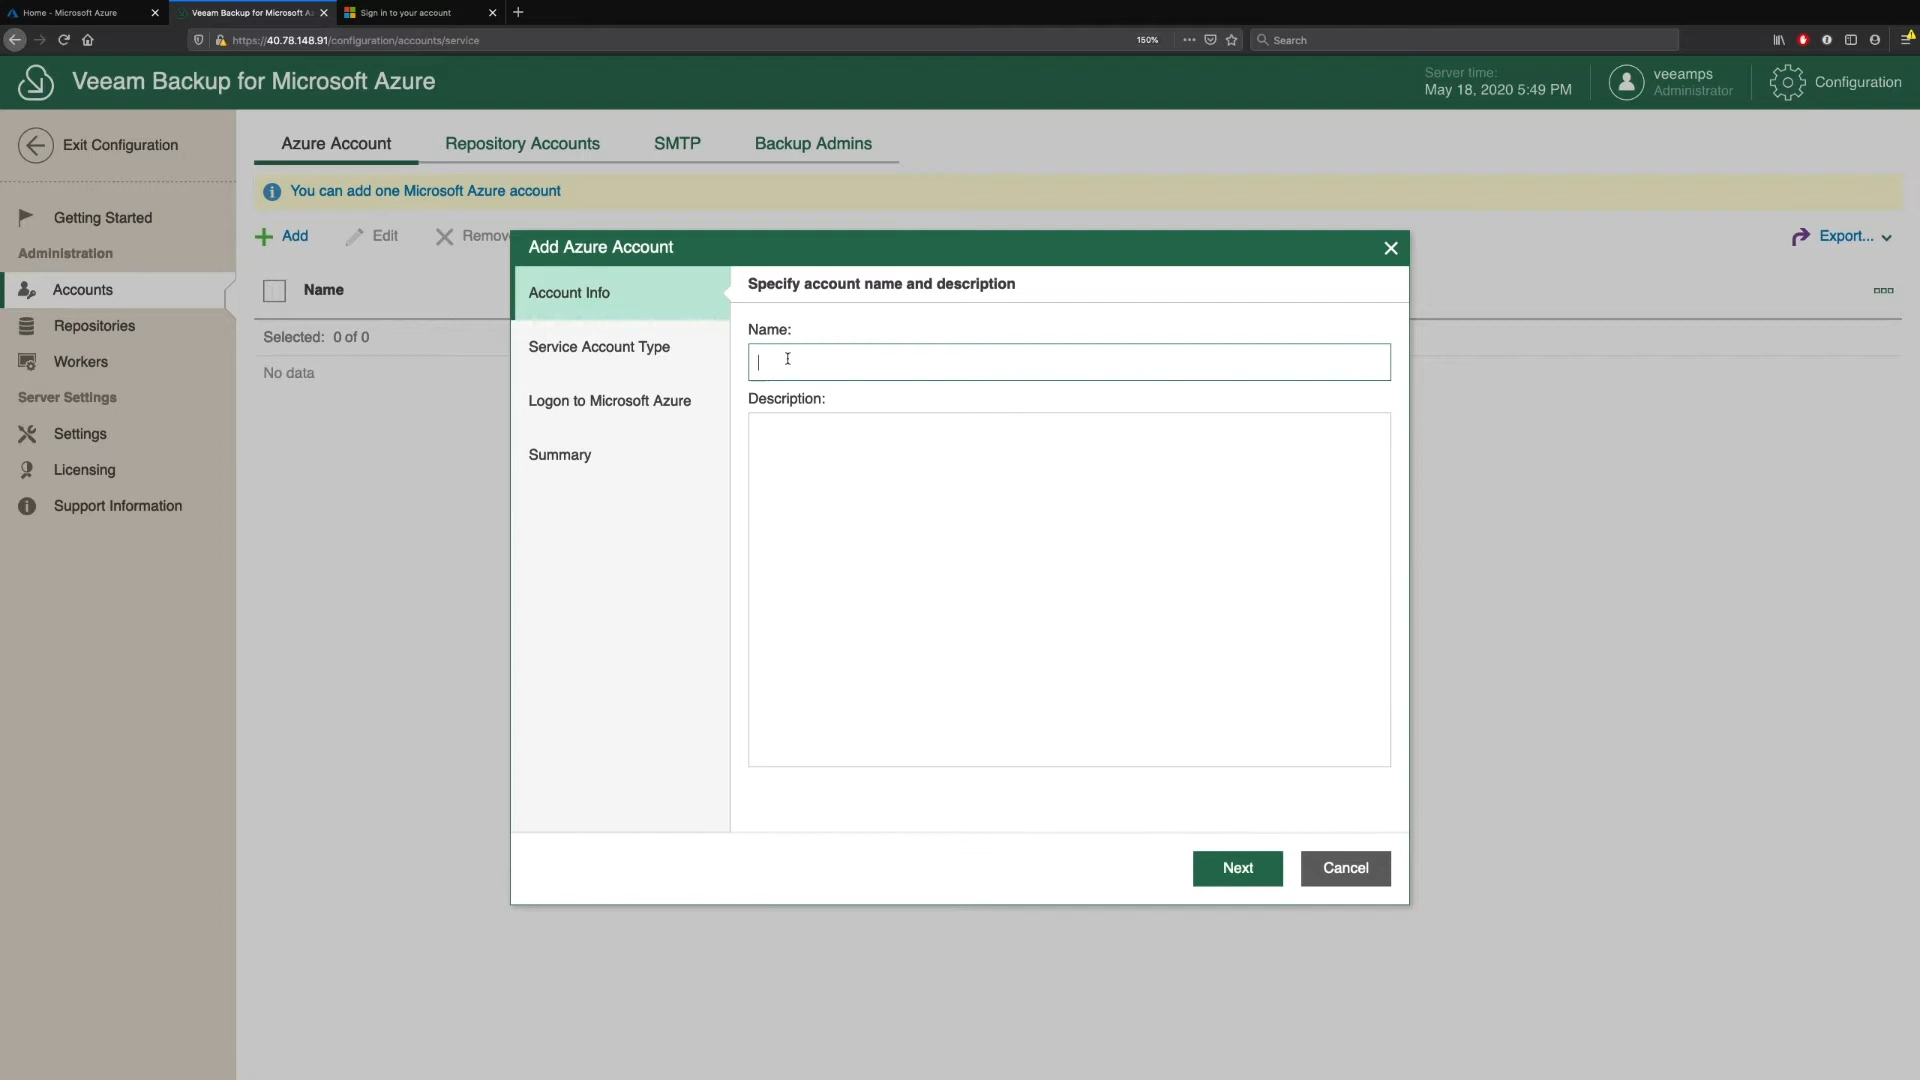 Home - Microsoft Azure
Veeam Backup for Microsoft Az
Sign in to your account
https://40.78.148.91/configuration/accounts/service
150%
Search
Veeam Backup for Microsoft Azure
Server time:
May 18, 2020 5:49 PM
veeamps
Administrator
Configuration
Exit Configuration
Azure Account
Repository Accounts
SMTP
Backup Admins
You can add one Microsoft Azure account
Getting Started
Administration
Accounts
Repositories
Workers
Server Settings
Settings
Licensing
Support Information
Add
Edit
Remov
Export...
Name
Selected: 0 of 0
No data
Add Azure Account
Account Info
Service Account Type
Logon to Microsoft Azure
Summary
Specify account name and description
Name:
Description:
Next
Cancel